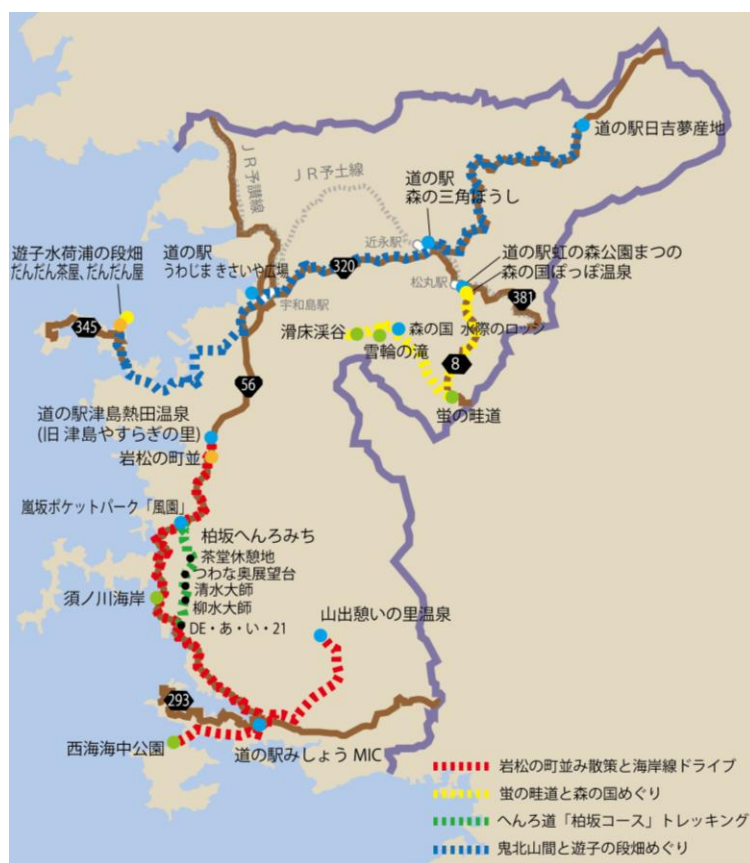 道の駅日吉夢産地
ＪＲ予讃線
ＪＲ予土線
道の駅
森の三角ぼうし
近永駅
遊子水荷浦の段畑
だんだん茶屋、だんだん屋
道の駅
うわじま きさいや広場
320
道の駅虹の森公園まつの
森の国ぽっぽ温泉
松丸駅
宇和島駅
381
345
滑床渓谷
森の国 水際のロッジ
雪輪の滝
8
56
蛍の畦道
道の駅津島熱田温泉
(旧 津島やすらぎの里)
岩松の町並
嵐坂ポケットパーク「風園」
柏坂へんろみち
茶堂休憩地
つわな奥展望台
清水大師
柳水大師
須ノ川海岸
DE・あ・い・21
山出憩いの里温泉
293
西海海中公園
道の駅みしょう MIC
岩松の町並み散策と海岸線ドライブ
蛍の畦道と森の国めぐり
へんろ道「柏坂コース」トレッキング
鬼北山間と遊子の段畑めぐり